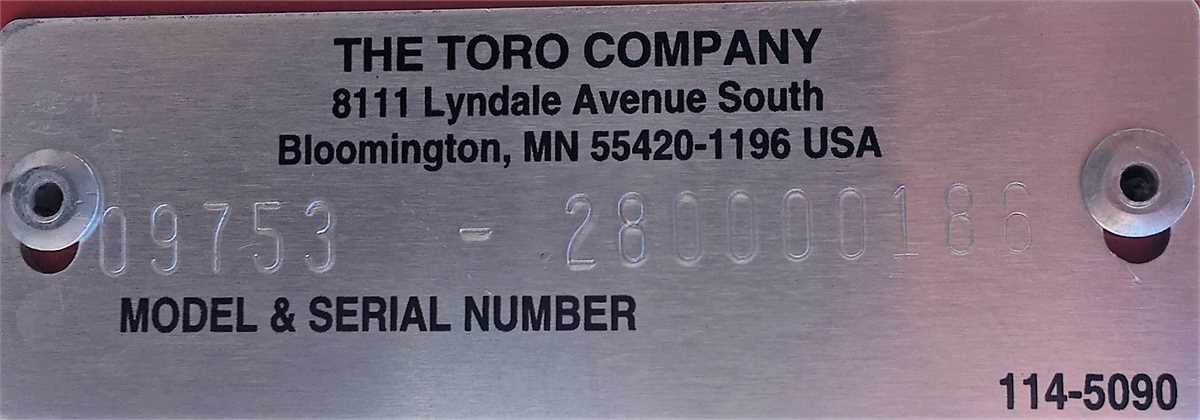 THE TORO COMPANY
8111 Lyndale Avenue South
Bloomington, MN 55420-1196 USA
09753 - 280000186
MODEL & SERIAL NUMBER
114-5090